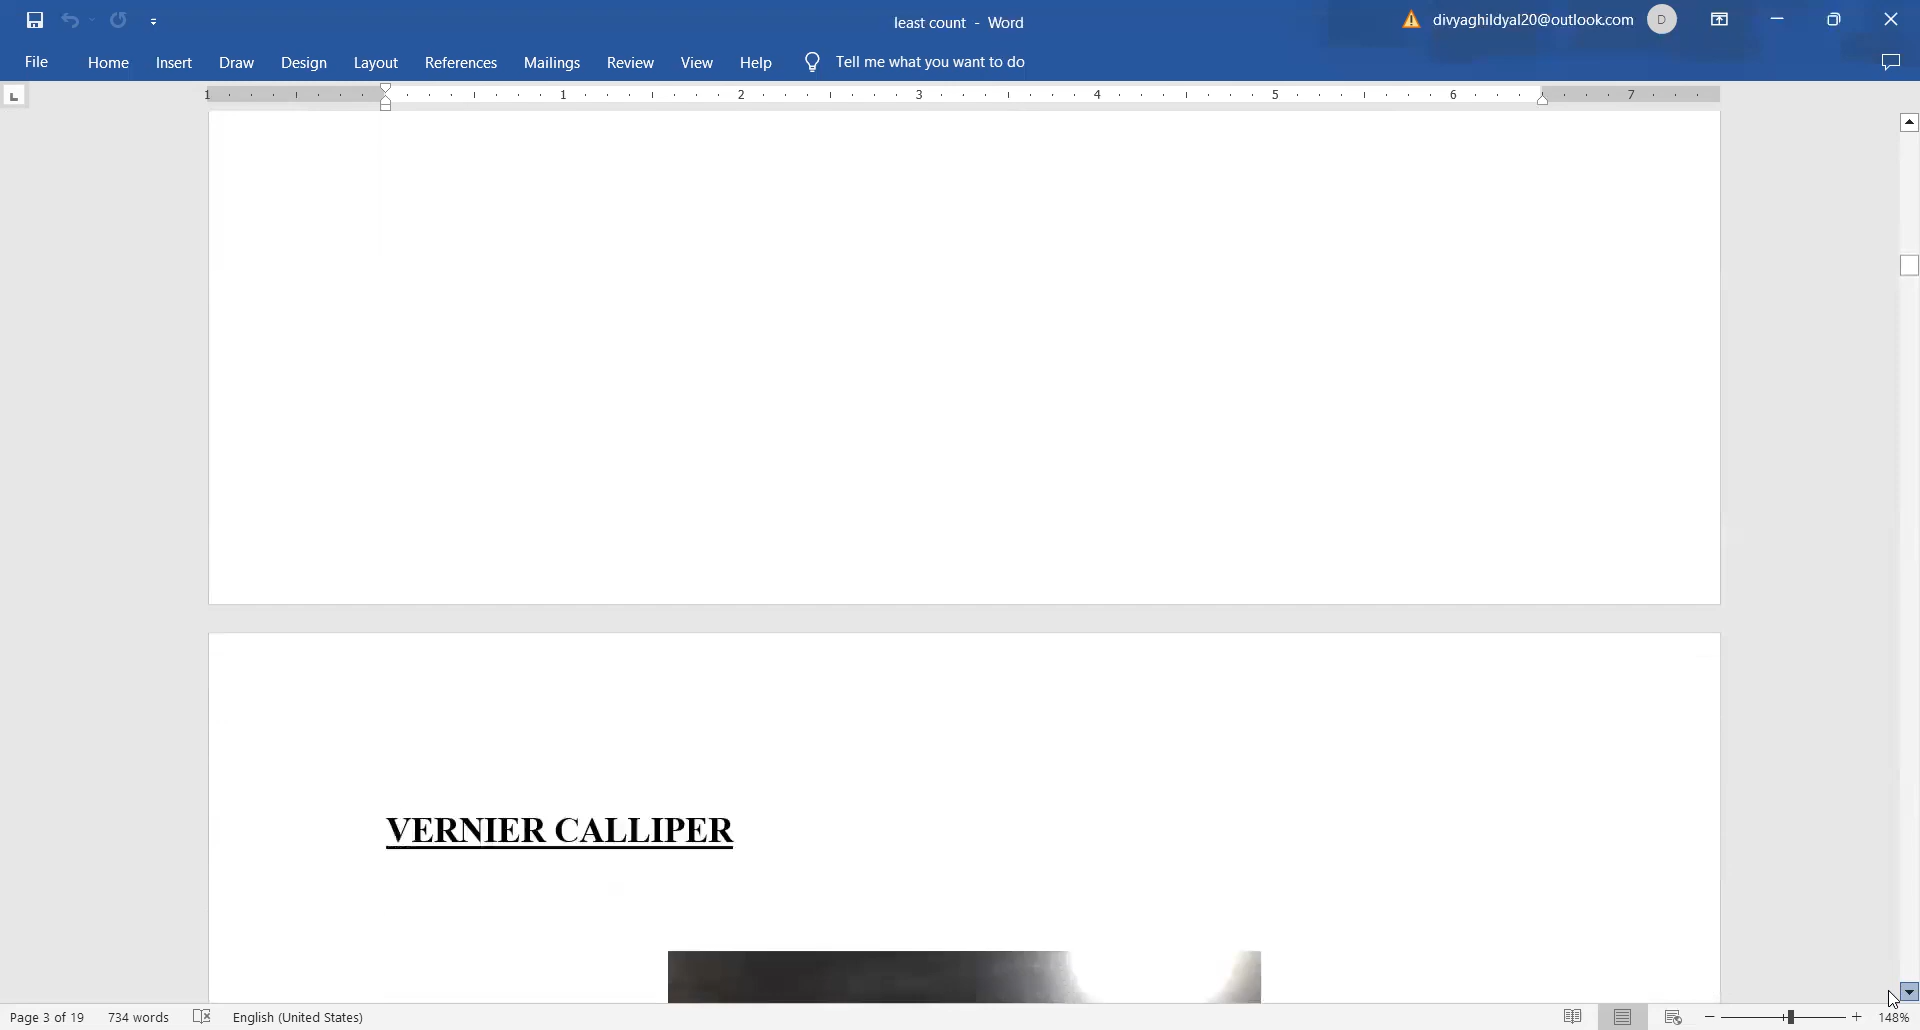 least count - Word
divyaghildyal20@outlook.com
D
File Home Insert Draw Design Layout References Mailings Review View Help Tell me what you want to do
1 1 2 3 4 5 6 7
VERNIER CALLIPER
Page 3 of 19 734 words English (United States) 148%